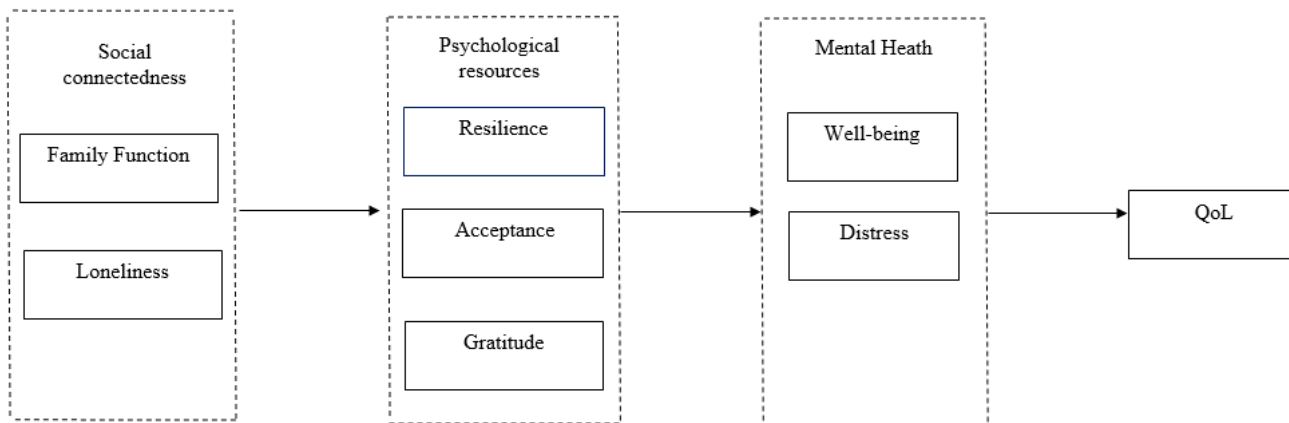 Social
connectedness
Family Function
Loneliness
Psychological
resources
Resilience
Acceptance
Gratitude
Mental Heath
Well-being
Distress
QoL